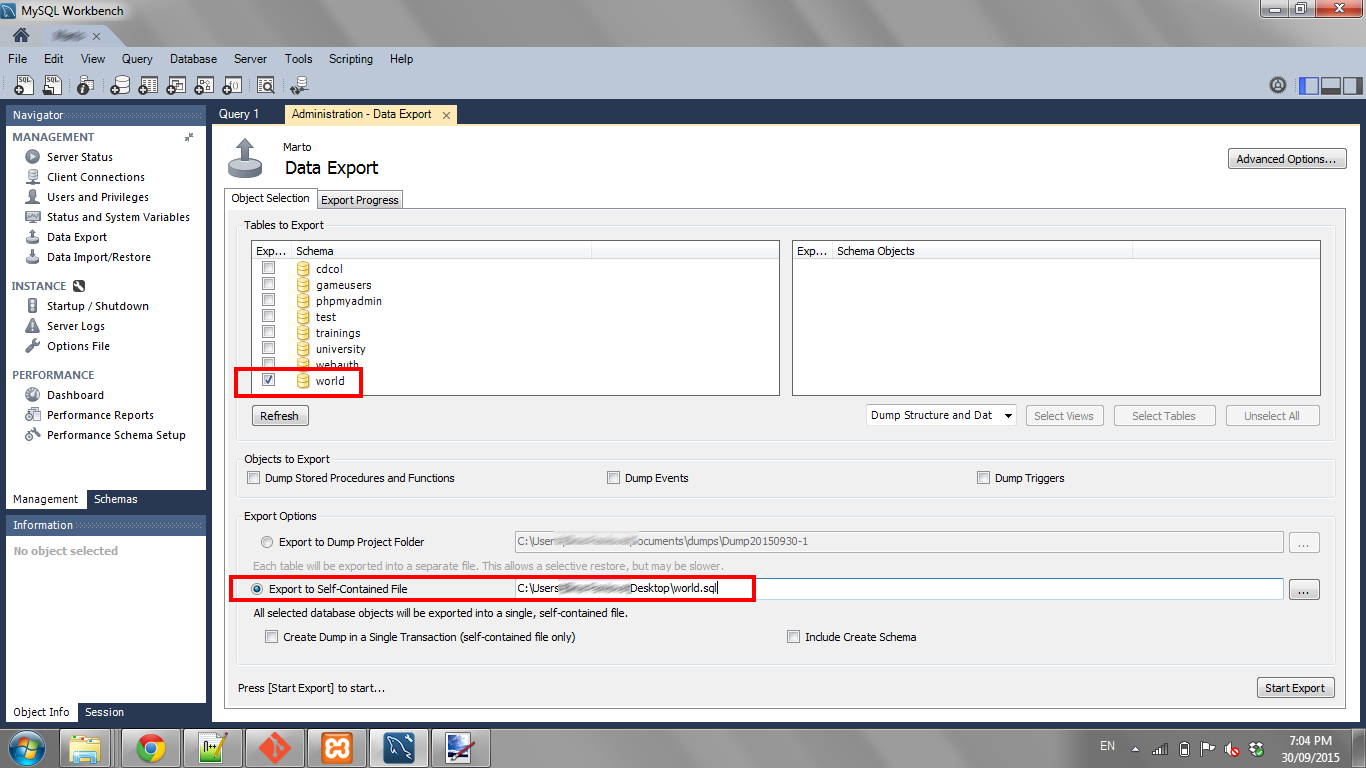 MySQL Workbench
File Edit View Query Database Server Tools Scripting Help
Navigator
MANAGEMENT
Server Status
Client Connections
Users and Privileges
Status and System Variables
Data Export
Data Import/Restore
INSTANCE
Startup / Shutdown
Server Logs
Options File
PERFORMANCE
Dashboard
Performance Reports
Performance Schema Setup
Management Schemas
Information
No object selected
Object Info Session
Query 1 Administration - Data Export
Marto
Data Export
Advanced Options...
Object Selection Export Progress
Tables to Export
Exp... Schema
cdcol
gameusers
phpmyadmin
test
trainings
university
webauth
world
Exp... Schema Objects
Refresh
Dump Structure and Dat Select Views Select Tables Unselect All
Objects to Export
Dump Stored Procedures and Functions Dump Events Dump Triggers
Export Options
Export to Dump Project Folder C:\User ocuments\dumps\Dump20150930-1 ...
Each table will be exported into a separate file. This allows a selective restore, but may be slower.
Export to Self-Contained File C:\Users Desktop\world.sql ...
All selected database objects will be exported into a single, self-contained file.
Create Dump in a Single Transaction (self-contained file only) Include Create Schema
Press [Start Export] to start... Start Export
EN 7:04 PM
30/09/2015